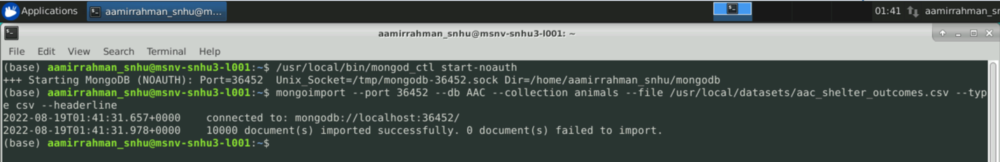 Applications aamirrahman_snhu@m... 01:41 aamirrahman_sn
aamirrahman_snhu@msnv-snhu3-l001: ~
File Edit View Search Terminal Help
(base) aamirrahman_snhu@msnv-snhu3-l001:~$ /usr/local/bin/mongod_ctl start-noauth
+++ Starting MongoDB (NOAUTH): Port=36452  Unix_Socket=/tmp/mongodb-36452.sock Dir=/home/aamirrahman_snhu/mongodb
(base) aamirrahman_snhu@msnv-snhu3-l001:~$ mongoimport --port 36452 --db AAC --collection animals --file /usr/local/datasets/aac_shelter_outcomes.csv --typ
e csv --headerline
2022-08-19T01:41:31.657+0000    connected to: mongodb://localhost:36452/
2022-08-19T01:41:31.978+0000    10000 document(s) imported successfully. 0 document(s) failed to import.
(base) aamirrahman_snhu@msnv-snhu3-l001:~$